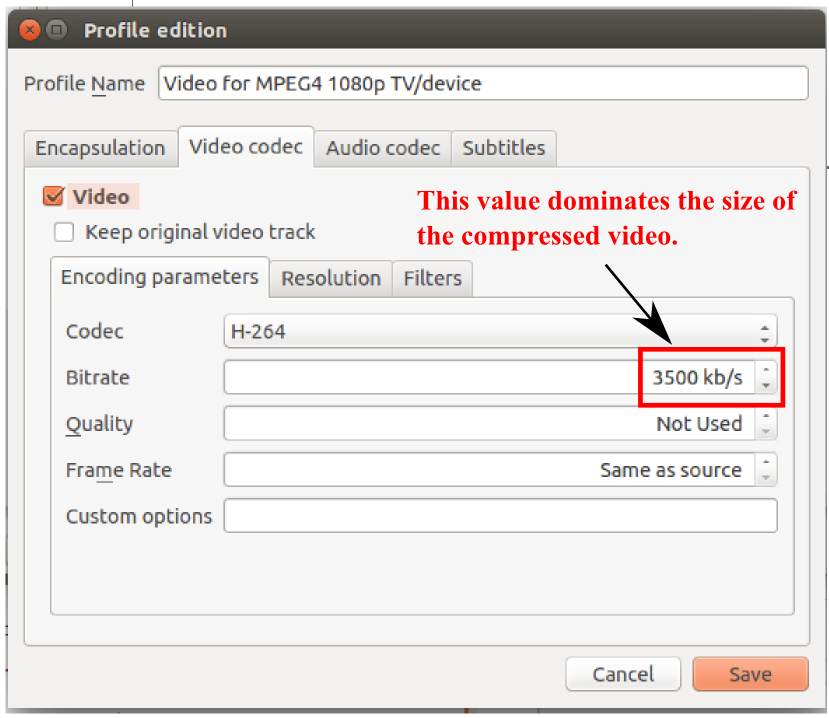 Profile edition
Profile Name Video for MPEG4 1080p TV/device
Encapsulation Video codec Audio codec Subtitles
Video
This value dominates the size of
the compressed video.
Keep original video track
Encoding parameters Resolution Filters
Codec H-264
Bitrate 3500 kb/s
Quality Not Used
Frame Rate Same as source
Custom options
Cancel Save